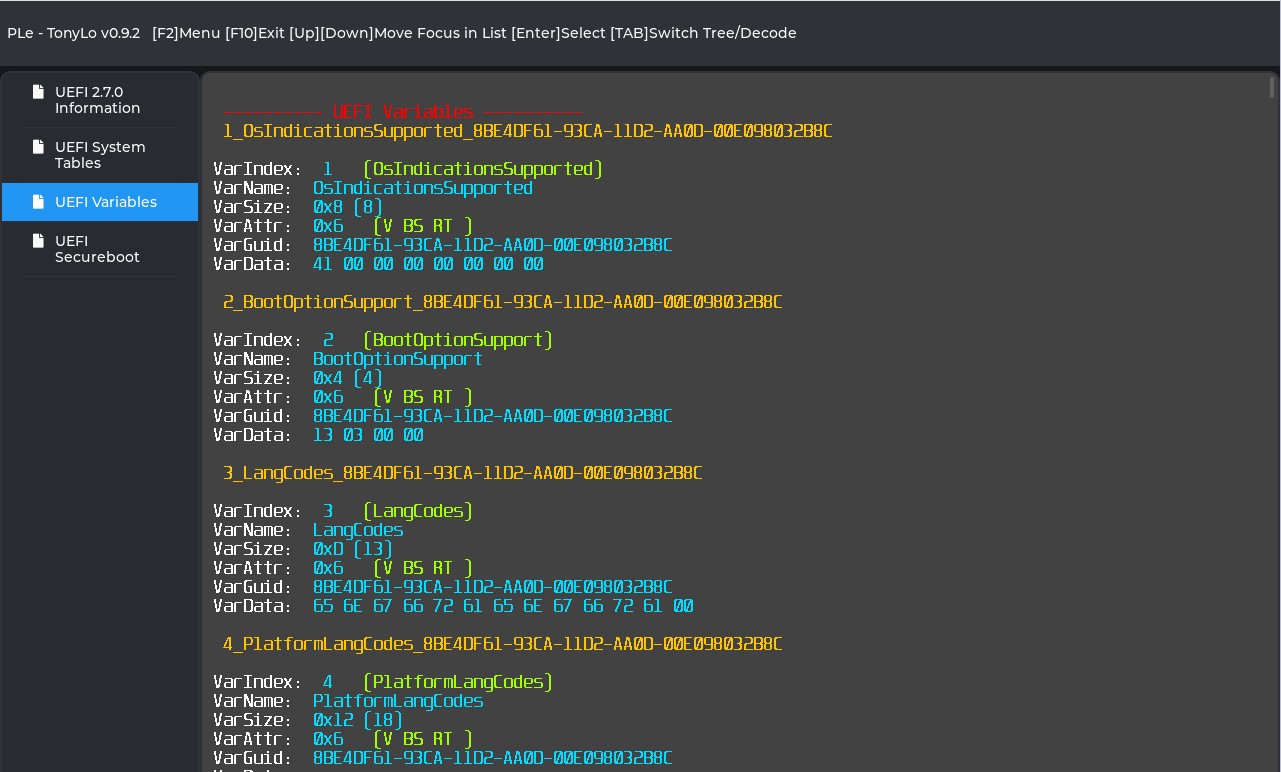 PLe - TonyLo v0.9.2 [F2]Menu [F10]Exit [Up][Down]Move Focus in List [Enter]Select [TAB]Switch Tree/Decode
UEFI 2.7.0
Information
UEFI System
Tables
UEFI Variables
UEFI
Secureboot
---------- UEFI Variables ----------
1_OsIndicationsSupported_8BE4DF61-93CA-11D2-AA0D-00E098032B8C
VarIndex: 1 (OsIndicationsSupported)
VarName: OsIndicationsSupported
VarSize: 0x8 (8)
VarAttr: 0x6 (V BS RT )
VarGuid: 8BE4DF61-93CA-11D2-AA0D-00E098032B8C
VarData: 41 00 00 00 00 00 00 00
2_BootOptionSupport_8BE4DF61-93CA-11D2-AA0D-00E098032B8C
VarIndex: 2 (BootOptionSupport)
VarName: BootOptionSupport
VarSize: 0x4 (4)
VarAttr: 0x6 (V BS RT )
VarGuid: 8BE4DF61-93CA-11D2-AA0D-00E098032B8C
VarData: 13 03 00 00
3_LangCodes_8BE4DF61-93CA-11D2-AA0D-00E098032B8C
VarIndex: 3 (LangCodes)
VarName: LangCodes
VarSize: 0xD (13)
VarAttr: 0x6 (V BS RT )
VarGuid: 8BE4DF61-93CA-11D2-AA0D-00E098032B8C
VarData: 65 6E 67 66 72 61 65 6E 67 66 72 61 00
4_PlatformLangCodes_8BE4DF61-93CA-11D2-AA0D-00E098032B8C
VarIndex: 4 (PlatformLangCodes)
VarName: PlatformLangCodes
VarSize: 0x12 (18)
VarAttr: 0x6 (V BS RT )
VarGuid: 8BE4DF61-93CA-11D2-AA0D-00E098032B8C